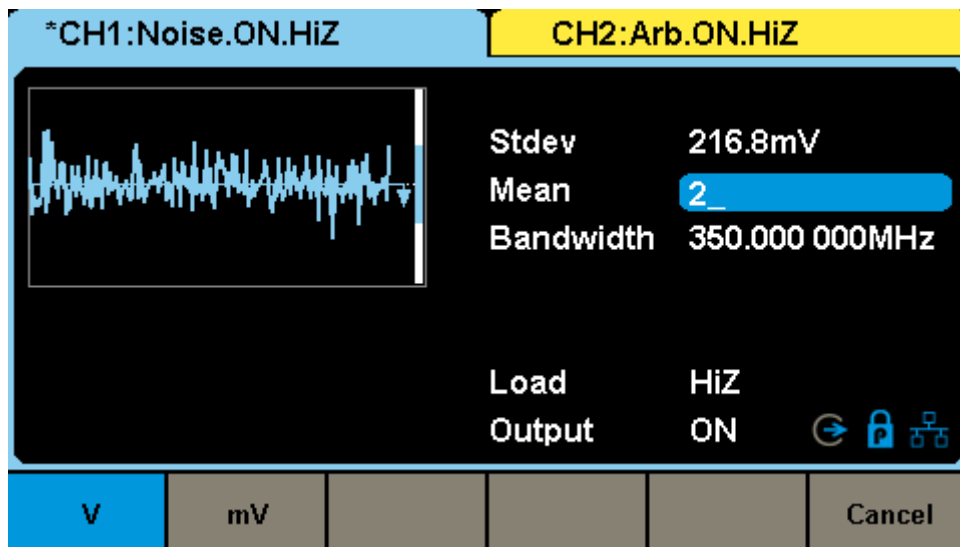 *CH1:Noise.ON.HiZ
CH2:Arb.ON.HiZ
Stdev 216.8mV
Mean 2_
Bandwidth 350.000 000MHz
Load HiZ
Output ON P
V mV Cancel